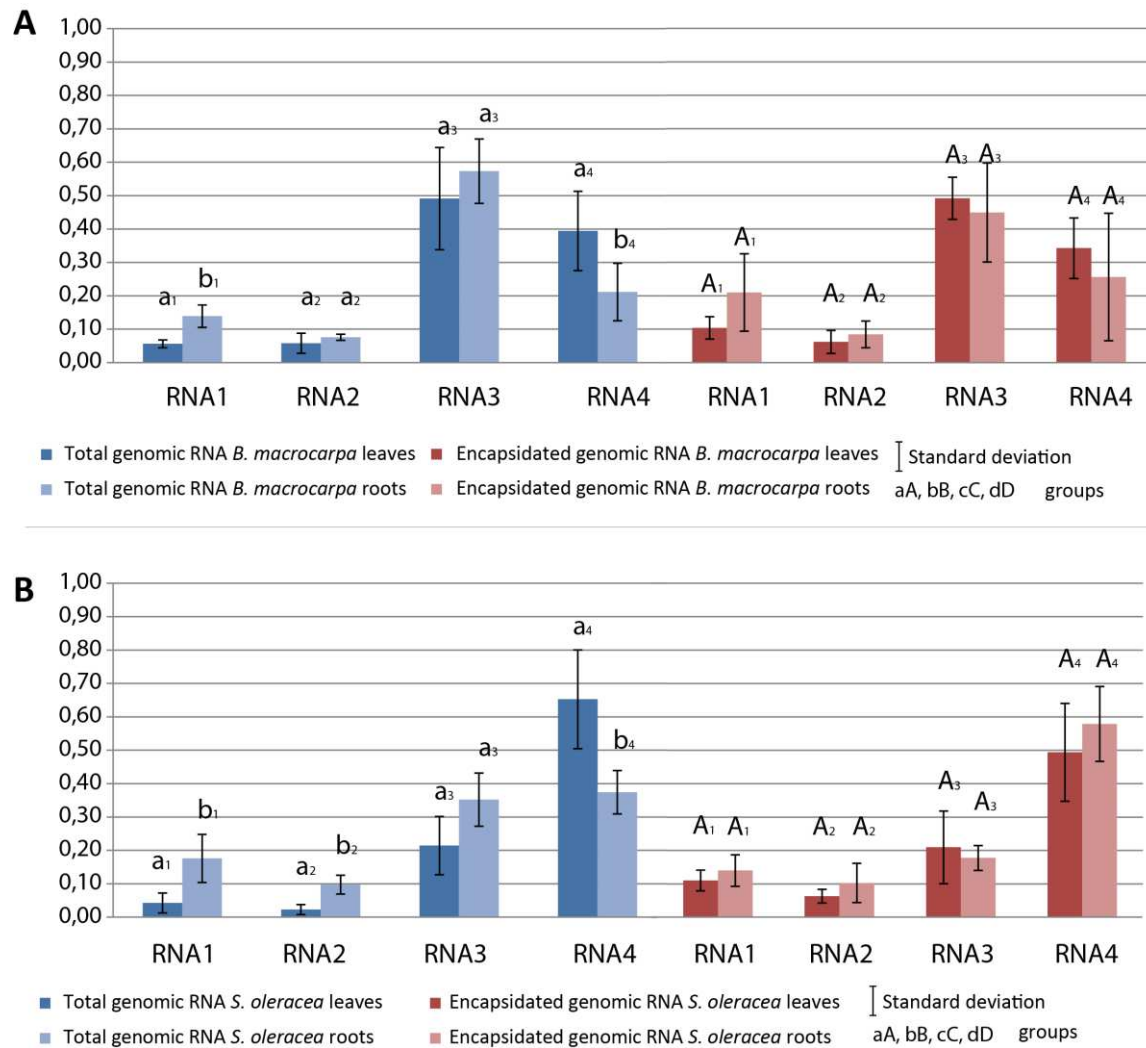 A
1,00
0,90
0,80
0,70
0,60
0,50
0,40
0,30
0,20
0,10
0,00
a₁ b₁ a₂ a₂ a₃ a₃ a₄ b₄ A₁ A₁ A₂ A₂ A₃ A₃ A₄ A₄
RNA1 RNA2 RNA3 RNA4 RNA1 RNA2 RNA3 RNA4
Total genomic RNA B. macrocarpa leaves Encapsidated genomic RNA B. macrocarpa leaves Standard deviation
Total genomic RNA B. macrocarpa roots Encapsidated genomic RNA B. macrocarpa roots aA, bB, cC, dD groups
B
1,00
0,90
0,80
0,70
0,60
0,50
0,40
0,30
0,20
0,10
0,00
a₁ b₁ a₂ b₂ a₃ a₃ a₄ b₄ A₁ A₁ A₂ A₂ A₃ A₃ A₄ A₄
RNA1 RNA2 RNA3 RNA4 RNA1 RNA2 RNA3 RNA4
Total genomic RNA S. oleracea leaves Encapsidated genomic RNA S. oleracea leaves Standard deviation
Total genomic RNA S. oleracea roots Encapsidated genomic RNA S. oleracea roots aA, bB, cC, dD groups